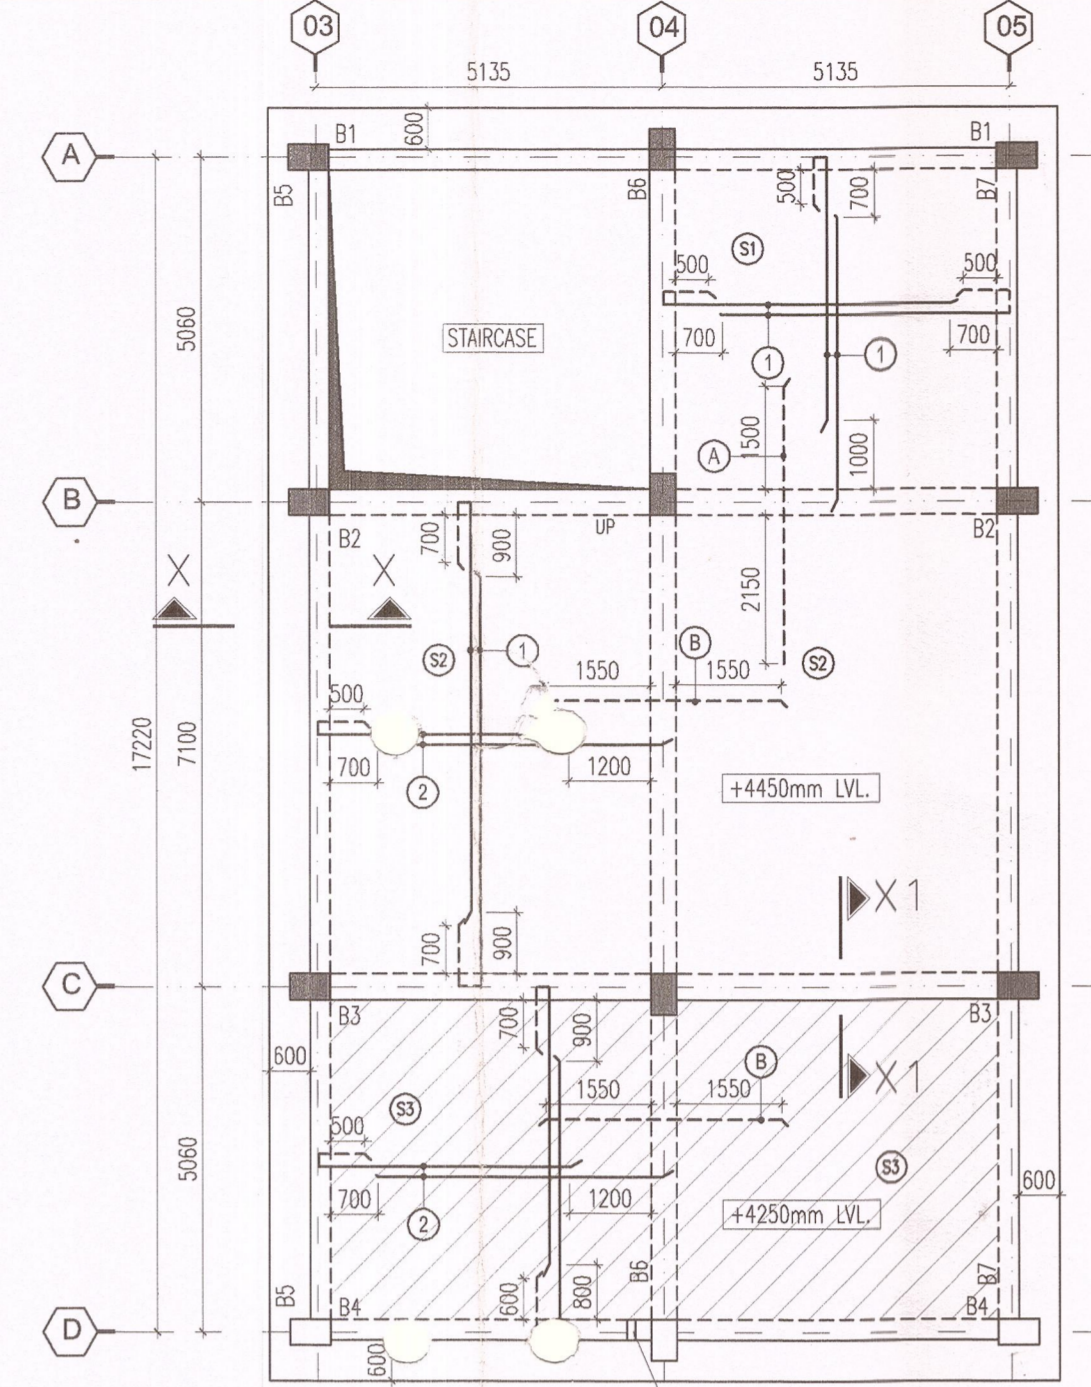 03 04 05
5135 5135
600
A B1 B1
B5 B6 B7
500 700
S1
500 500
5060
STAIRCASE
700 700
1 1
1500
A 1000
B
B2 UP B2
700 900
X X
2150
S2 1 B S2
1550 1550
500
17220 7100
700 1200
2
+4450mm LVL.
X1
700 900
C
B3 B3
700 900
600
X1
B
1550 1550
S3
500
5060
S3
600
700 1200
2
+4250mm LVL.
B5 B6 B7
600 800
B4 B4
D
600